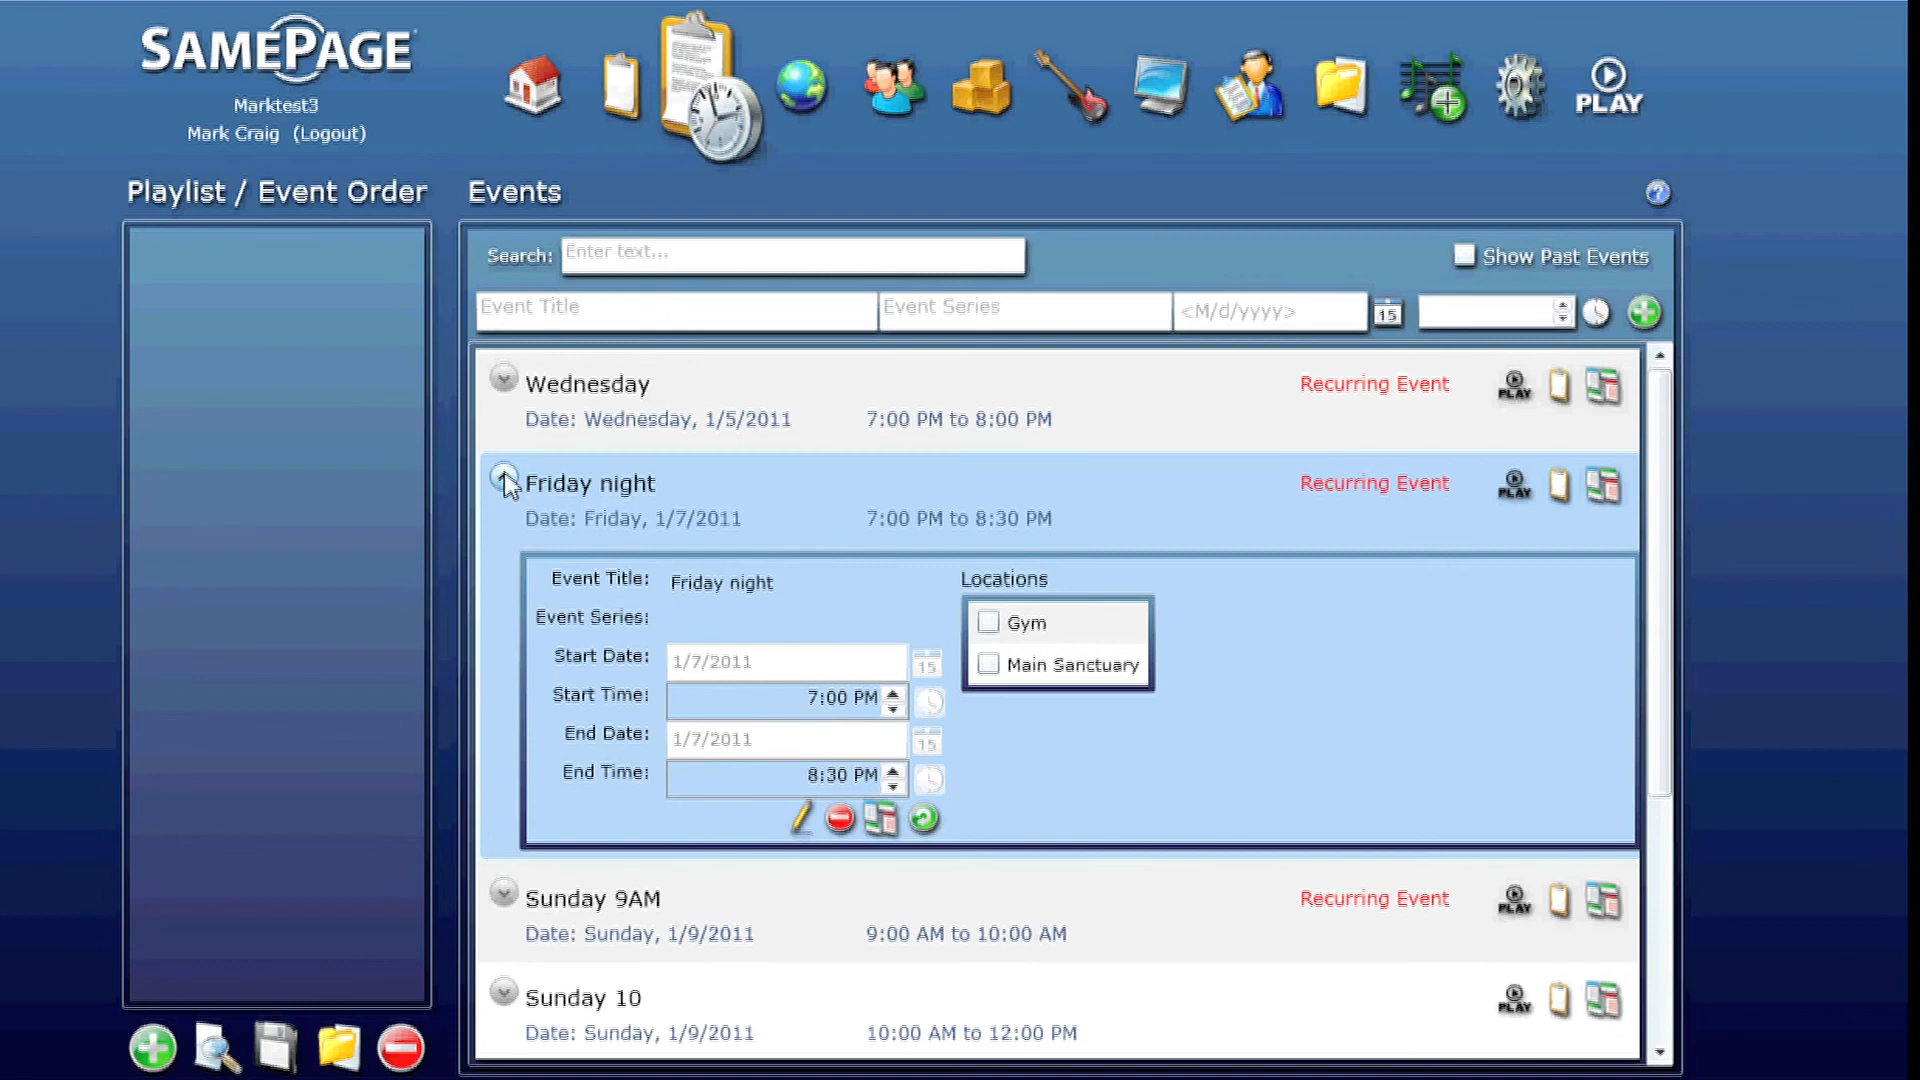 SAMEPAGE
Marktest3
Mark Craig (Logout)
PLAY
Playlist / Event Order
Events
?
Search: Enter text...
Show Past Events
Event Title
Event Series
<M/d/yyyy>
15
Wednesday
Recurring Event
PLAY
Date: Wednesday, 1/5/2011
7:00 PM to 8:00 PM
Friday night
Recurring Event
PLAY
Date: Friday, 1/7/2011
7:00 PM to 8:30 PM
Event Title: Friday night
Locations
Event Series:
Gym
Start Date: 1/7/2011
15
Main Sanctuary
Start Time: 7:00 PM
End Date: 1/7/2011
15
End Time: 8:30 PM
Sunday 9AM
Recurring Event
PLAY
Date: Sunday, 1/9/2011
9:00 AM to 10:00 AM
Sunday 10
PLAY
Date: Sunday, 1/9/2011
10:00 AM to 12:00 PM